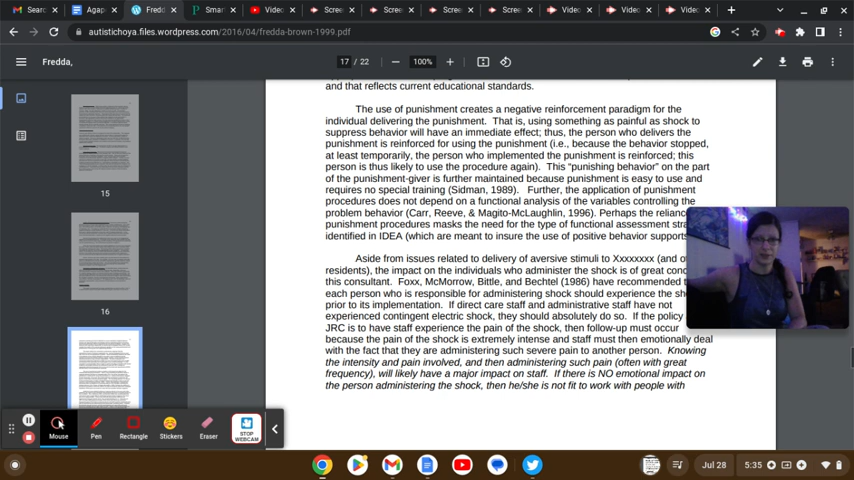 Searc
Agape
Fredd
Smar
Video
Scree
Scree
Scree
Scree
Video
Video
Video
autistichoya.files.wordpress.com/2016/04/fredda-brown-1999.pdf
Fredda,
17 / 22
100%
15
16
and that reflects current educational standards.
The use of punishment creates a negative reinforcement paradigm for the
individual delivering the punishment. That is, using something as painful as shock to
suppress behavior will have an immediate effect; thus, the person who delivers the
punishment is reinforced for using the punishment (i.e., because the behavior stopped,
at least temporarily, the person who implemented the punishment is reinforced; this
person is thus likely to use the procedure again). This “punishing behavior” on the part
of the punishment-giver is further maintained because punishment is easy to use and
requires no special training (Sidman, 1989). Further, the application of punishment
procedures does not depend on a functional analysis of the variables controlling the
problem behavior (Carr, Reeve, & Magito-McLaughlin, 1996). Perhaps the reliance
punishment procedures masks the need for the type of functional assessment stra
identified in IDEA (which are meant to insure the use of positive behavior supports
Aside from issues related to delivery of aversive stimuli to Xxxxxxxx (and o
residents), the impact on the individuals who administer the shock is of great conc
this consultant. Foxx, McMorrow, Bittle, and Bechtel (1986) have recommended t
each person who is responsible for administering shock should experience the sh
prior to its implementation. If direct care staff and administrative staff have not
experienced contingent electric shock, they should absolutely do so. If the policy
JRC is to have staff experience the pain of the shock, then follow-up must occur
because the pain of the shock is extremely intense and staff must then emotionally deal
with the fact that they are administering such severe pain to another person. Knowing
the intensity and pain involved, and then administering such pain (often with great
frequency), will likely have a major impact on staff. If there is NO emotional impact on
the person administering the shock, then he/she is not fit to work with people with
Mouse
Pen
Rectangle
Stickers
Eraser
STOP
WEBCAM
Jul 28
5:35